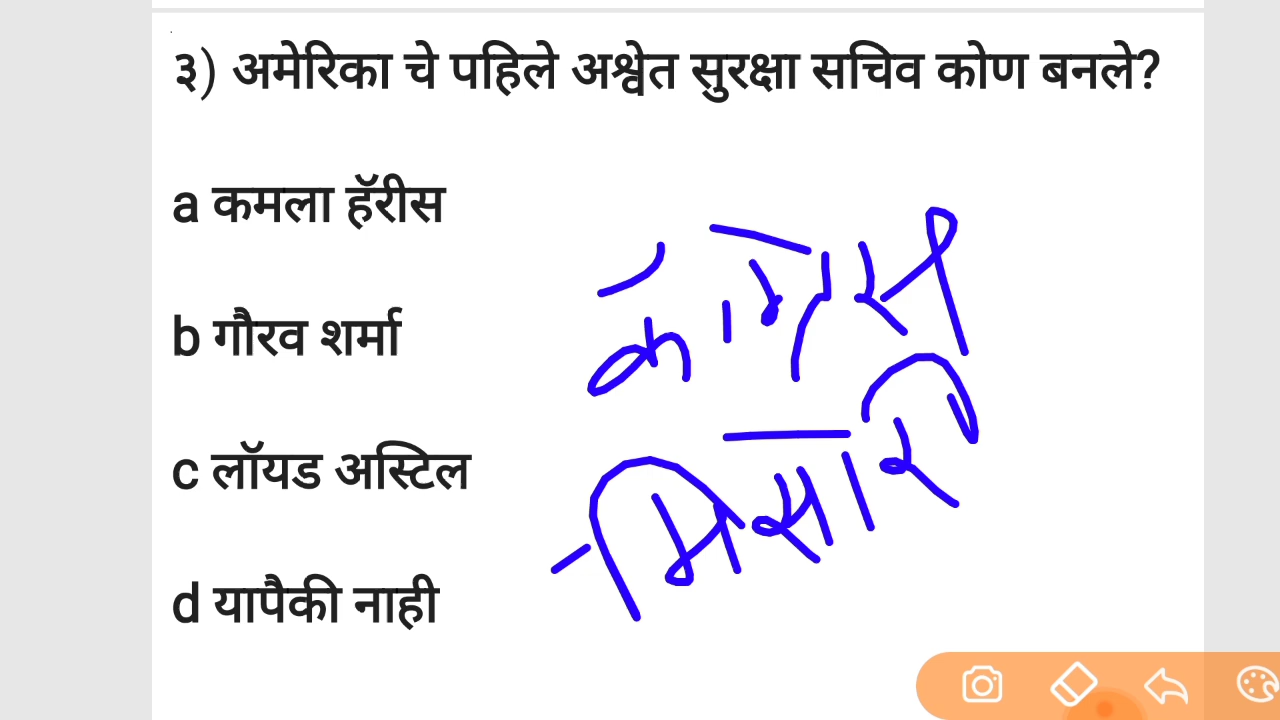 ३) अमेरिका चे पहिले अश्वेत सुरक्षा सचिव कोण बनले?
a कमला हॅरीस
b गौरव शर्मा
c लॉयड अस्टिल
d यापैकी नाही